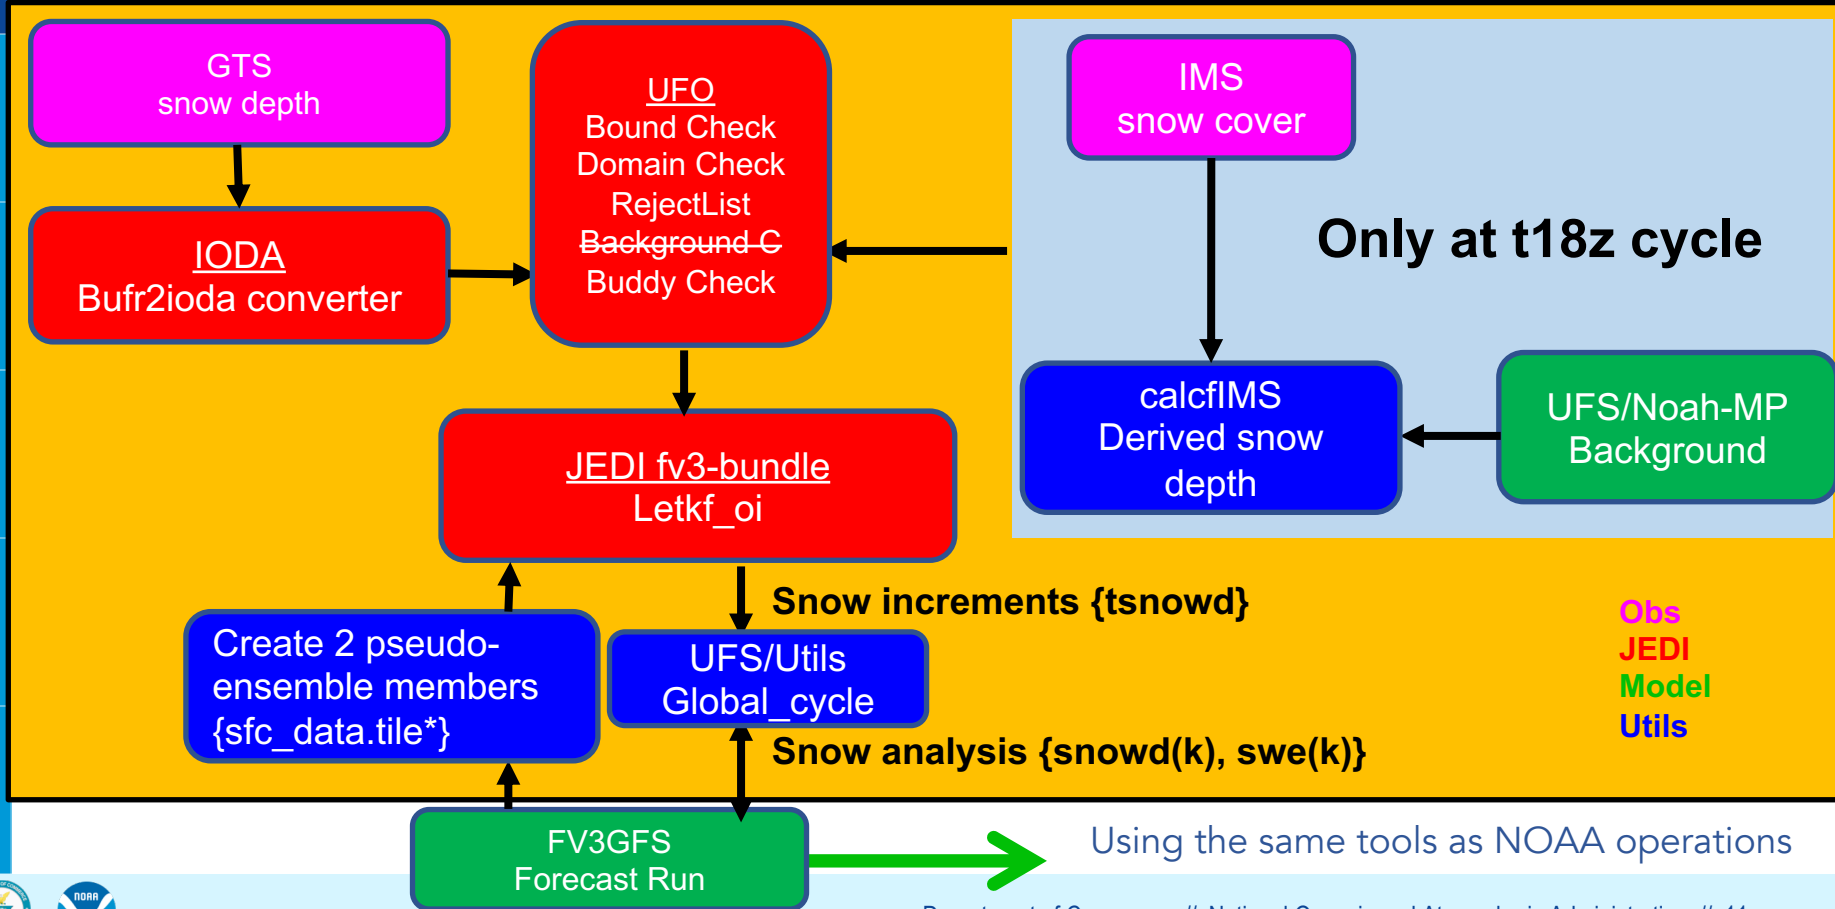 GTS
snow depth
IODA
Bufr2ioda converter
UFO
Bound Check
Domain Check
RejectList
Background C
Buddy Check
IMS
snow cover
Only at t18z cycle
calcfIMS
Derived snow
depth
UFS/Noah-MP
Background
JEDI fv3-bundle
Letkf_oi
Snow increments {tsnowd}
Create 2 pseudo-
ensemble members
{sfc_data.tile*}
UFS/Utils
Global_cycle
Snow analysis {snowd(k), swe(k)}
Obs
JEDI
Model
Utils
FV3GFS
Forecast Run
Using the same tools as NOAA operations
NOAA